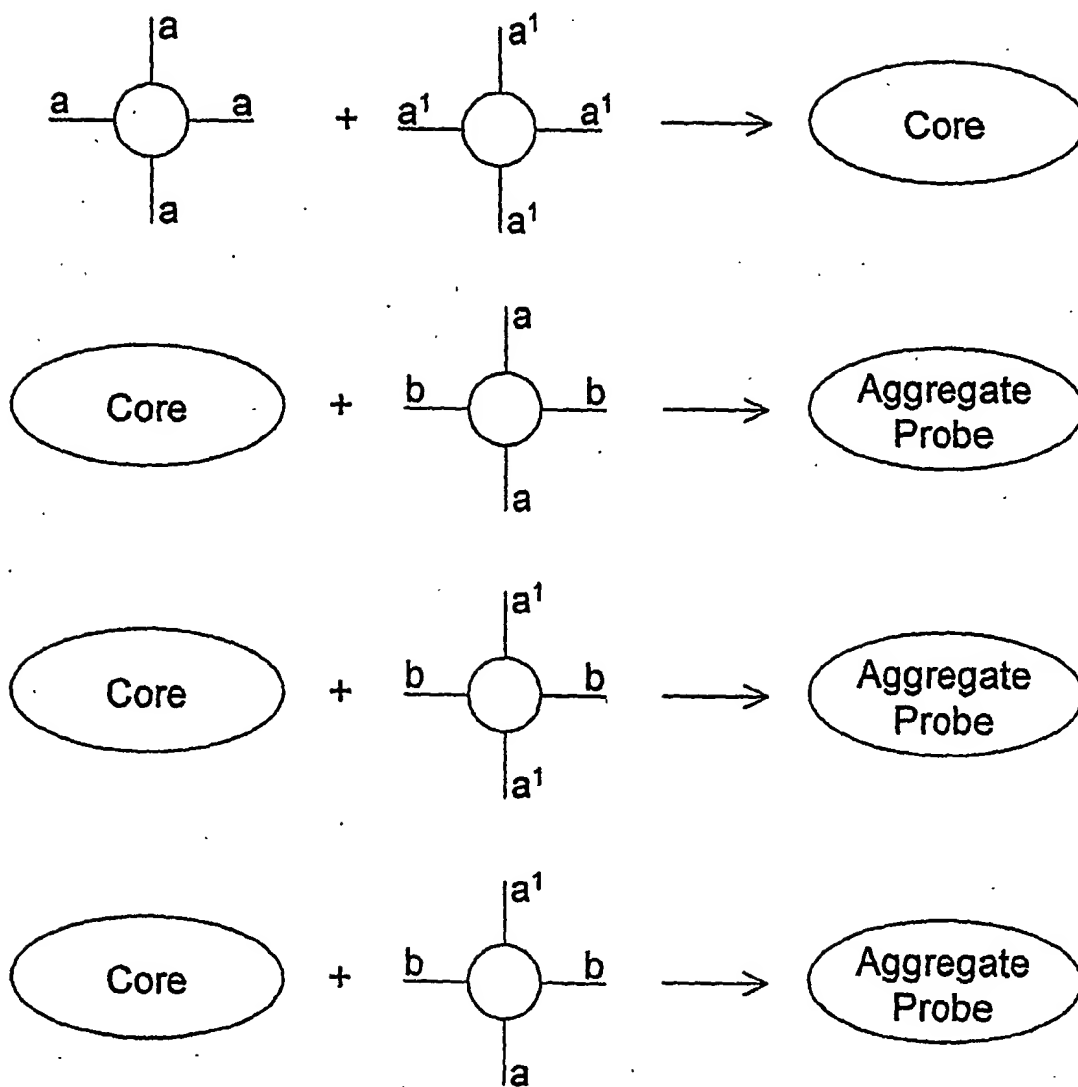 a
a a
a
+
a¹
a¹ a¹
a¹
Core
Core
+
a
b b
a
Aggregate
Probe
Core
+
a¹
b b
a¹
Aggregate
Probe
Core
+
a¹
b b
a
Aggregate
Probe